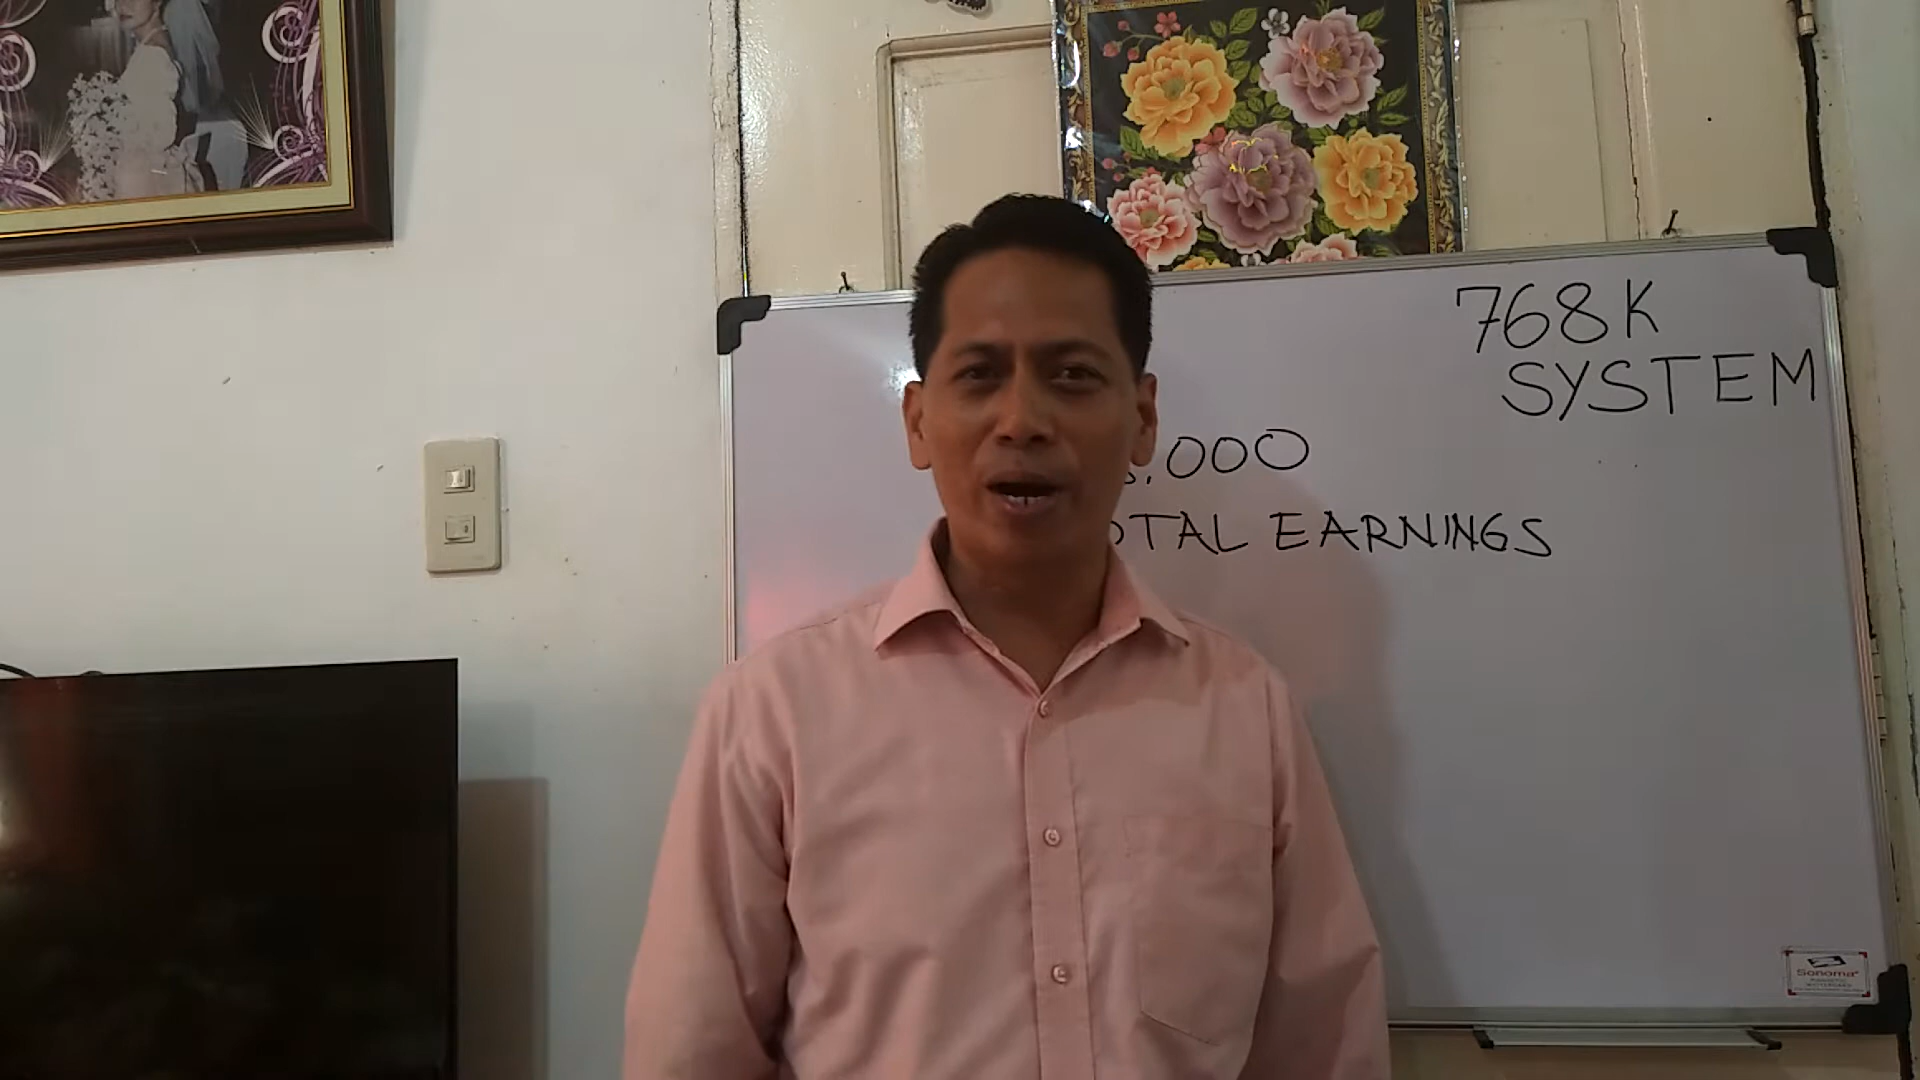 768K
SYSTEM
,000
OTAL EARNINGS
Sonoma